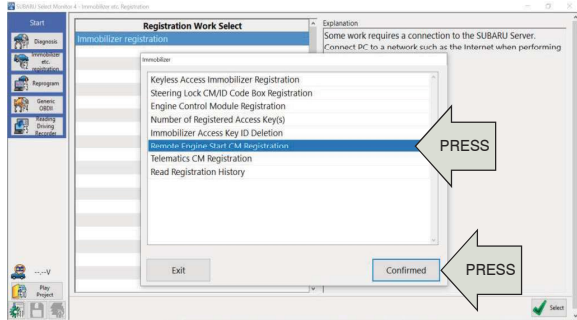 SUBARU Select Monitor 4 - Immobilizer etc. Registration
Start
Diagnosis
Immobilizer
etc.
registration
Reprogram
Generic
OBDII
Reading
Driving
Recorder
--.--V
Play
Project
Registration Work Select
Immobilizer registration
Explanation
Some work requires a connection to the SUBARU Server.
Connect PC to a network such as the Internet when performing
Immobilizer
Keyless Access Immobilizer Registration
Steering Lock CM/ID Code Box Registration
Engine Control Module Registration
Number of Registered Access Key(s)
Immobilizer Access Key ID Deletion
Remote Engine Start CM Registration
Telematics CM Registration
Read Registration History
Exit
Confirmed
PRESS
PRESS
Select